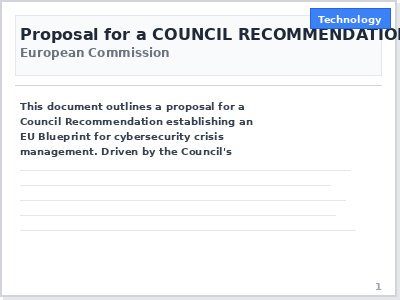 Technology
Proposal for a COUNCIL RECOMMENDATION
European Commission
This document outlines a proposal for a
Council Recommendation establishing an
EU Blueprint for cybersecurity crisis
management. Driven by the Council's
1